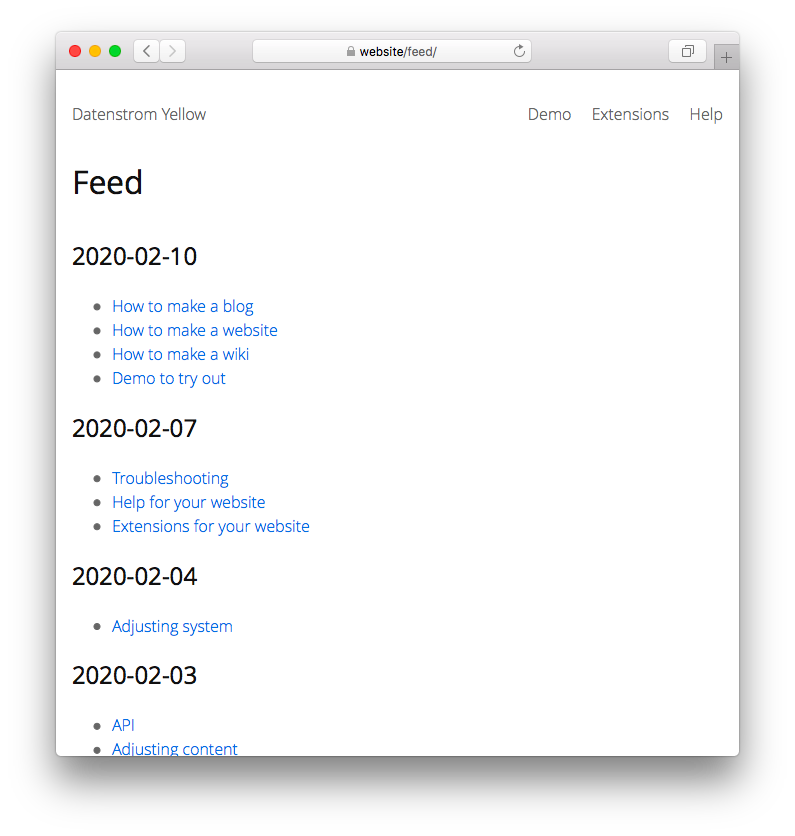 website/feed/
Datenstrom Yellow Demo Extensions Help
Feed
2020-02-10
How to make a blog
How to make a website
How to make a wiki
Demo to try out
2020-02-07
Troubleshooting
Help for your website
Extensions for your website
2020-02-04
Adjusting system
2020-02-03
API
Adjusting content